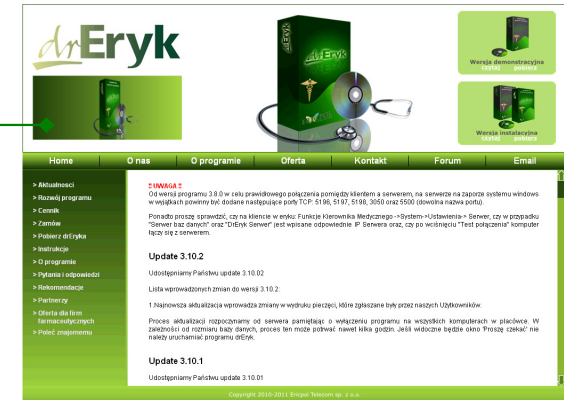 drEryk
Wersja demonstracyjna
czytaj pobierz
Wersja instalacyjna
czytaj pobierz
Home O nas O programie Oferta Kontakt Forum Email
> Aktualnosci
> Rozwój programu
> Cennik
> Zamów
> Pobierz drEryka
> Instrukcje
> O programie
> Pytania i odpowiedzi
> Rekomendacje
> Partnerzy
> Oferta dla firm
farmaceutycznych
> Poleć znajomemu
!! UWAGA !!
Od wersji programu 3.8.0 w celu prawidłowego połączenia pomiędzy klientem a serwerem, na serwerze na zaporze systemu windows
w wyjątkach powinny być dodane następujące porty TCP: 5196, 5197, 5198, 3050 oraz 5500 (dowolna nazwa portu).
Ponadto proszę sprawdzić, czy na kliencie w eryku: Funkcje Kierownika Medycznego ->System->Ustawienia-> Serwer, czy w przypadku
"Serwer baz danych" oraz "DrEryk Serwer" jest wpisane odpowiednie IP Serwera oraz, czy po wciśnięciu "Test połączenia" komputer
łączy się z serwerem.
Update 3.10.2
Udostępniamy Państwu update 3.10.02
Lista wprowadzonych zmian do wersji 3.10.2:
1.Najnowsza aktualizacja wprowadza zmiany w wydruku pieczęci, które zgłaszane były przez naszych Użytkowników.
Proces aktualizacji rozpoczynamy od serwera pamiętając o wyłączeniu programu na wszystkich komputerach w placówce. W
zależności od rozmiaru bazy danych, proces ten może potrwać nawet kilka godzin. Jeśli widoczne będzie okno 'Proszę czekać' nie
należy uruchamiać programu drEryk.
Update 3.10.1
Udostępniamy Państwu update 3.10.01
Copyright 2010-2011 Ericpol Telecom sp. z o.o.